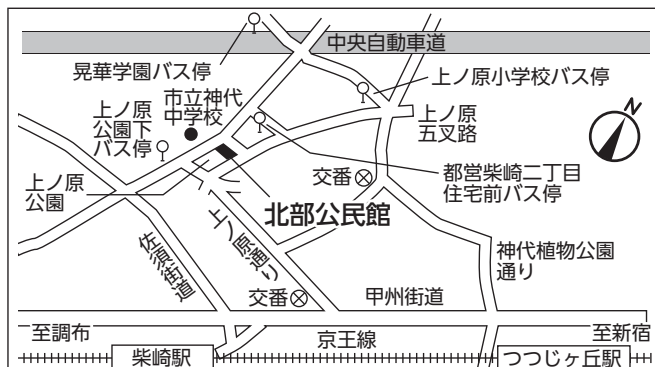 中央自動車道
晃華学園バス停
上ノ原小学校バス停
市立神代
中学校
上ノ原
公園下
バス停
上ノ原
五叉路
N
都営柴崎二丁目
住宅前バス停
交番
上ノ原
公園
北部公民館
上ノ原通り
佐須街道
神代植物公園
通り
交番
甲州街道
至調布
京王線
至新宿
柴崎駅
つつじヶ丘駅